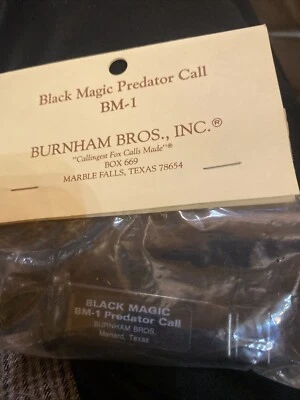 Black Magic Predator Call
BM-1
BURNHAM BROS., INC.®
"Callingest Fox Calls Made"®
BOX 669
MARBLE FALLS, TEXAS 78654
BLACK MAGIC
BM-1 Predator Call
BURNHAM BROS.
Menard, Texas